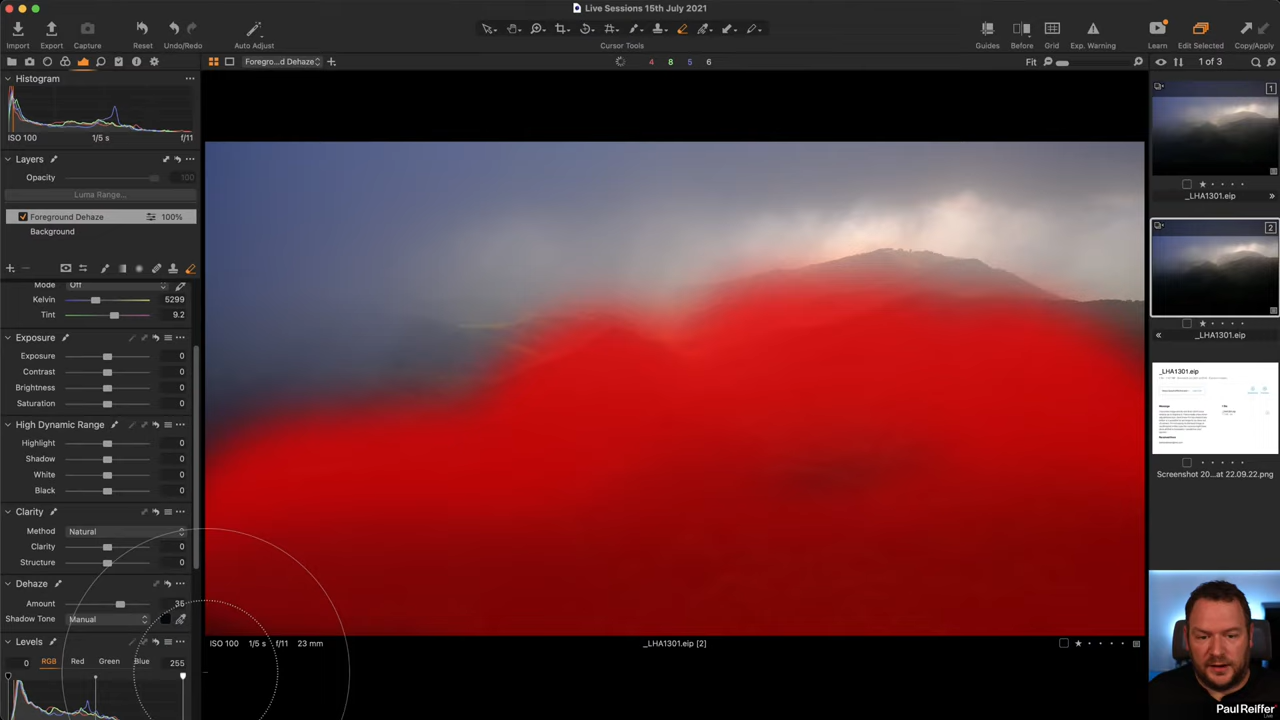 Live Sessions 15th July 2021
Import
Export
Capture
Reset
Undo/Redo
Auto Adjust
Cursor Tools
Guides
Before
Grid
Exp. Warning
Learn
Edit Selected
Copy/Apply
Foregro...d Dehaze
4 8 5 6
Fit
1 of 3
Histogram
ISO 100 1/5 s f/11
Layers
Opacity 100
Luma Range...
Foreground Dehaze 100%
Background
Mode Off
Kelvin 5299
Tint 9.2
Exposure
Exposure 0
Contrast 0
Brightness 0
Saturation 0
High Dynamic Range
Highlight 0
Shadow 0
White 0
Black 0
Clarity
Method Natural
Clarity 0
Structure 0
Dehaze
Amount 36
Shadow Tone Manual
Levels
0 RGB Red Green Blue 255
ISO 100 1/5 s f/11 23 mm
_LHA1301.eip [2]
1
_LHA1301.eip
2
_LHA1301.eip
_LHA1301.eip
Screenshot 20...at 22.09.22.png
Paul Reiffer
Live